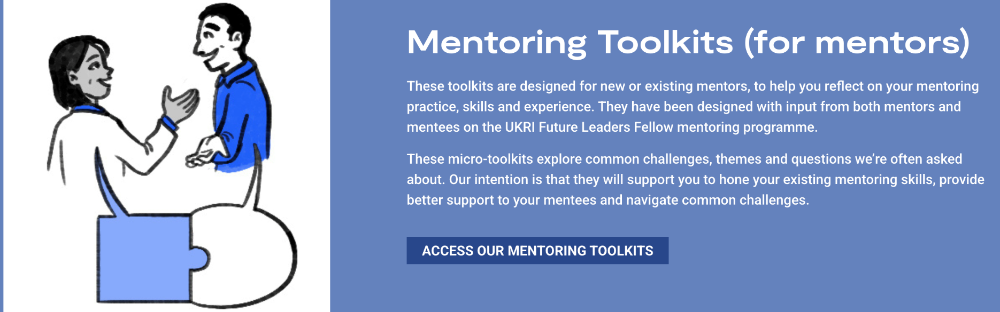 Mentoring Toolkits (for mentors)
These toolkits are designed for new or existing mentors, to help you reflect on your mentoring
practice, skills and experience. They have been designed with input from both mentors and
mentees on the UKRI Future Leaders Fellow mentoring programme.
These micro-toolkits explore common challenges, themes and questions we’re often asked
about. Our intention is that they will support you to hone your existing mentoring skills, provide
better support to your mentees and navigate common challenges.
ACCESS OUR MENTORING TOOLKITS